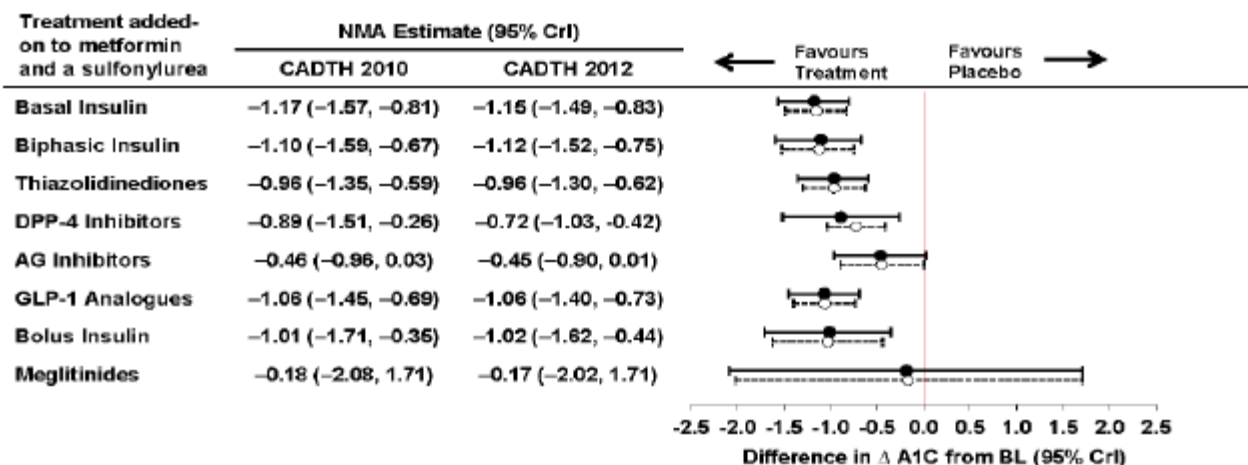 Treatment added-
on to metformin
and a sulfonylurea
NMA Estimate (95% CrI)
CADTH 2010 CADTH 2012
Favours
Treatment
Favours
Placebo
Basal Insulin –1.17 (–1.57, –0.81) –1.15 (–1.49, –0.83)
Biphasic Insulin –1.10 (–1.59, –0.67) –1.12 (–1.52, –0.75)
Thiazolidinediones –0.96 (–1.35, –0.59) –0.96 (–1.30, –0.62)
DPP-4 Inhibitors –0.89 (–1.51, –0.26) –0.72 (–1.03, -0.42)
AG Inhibitors –0.46 (–0.96, 0.03) –0.45 (–0.90, 0.01)
GLP-1 Analogues –1.06 (–1.45, –0.69) –1.06 (–1.40, –0.73)
Bolus Insulin –1.01 (–1.71, –0.35) –1.02 (–1.62, –0.44)
Meglitinides –0.18 (–2.08, 1.71) –0.17 (–2.02, 1.71)
-2.5 -2.0 -1.5 -1.0 -0.5 0.0 0.5 1.0 1.5 2.0 2.5
Difference in Δ A1C from BL (95% CrI)